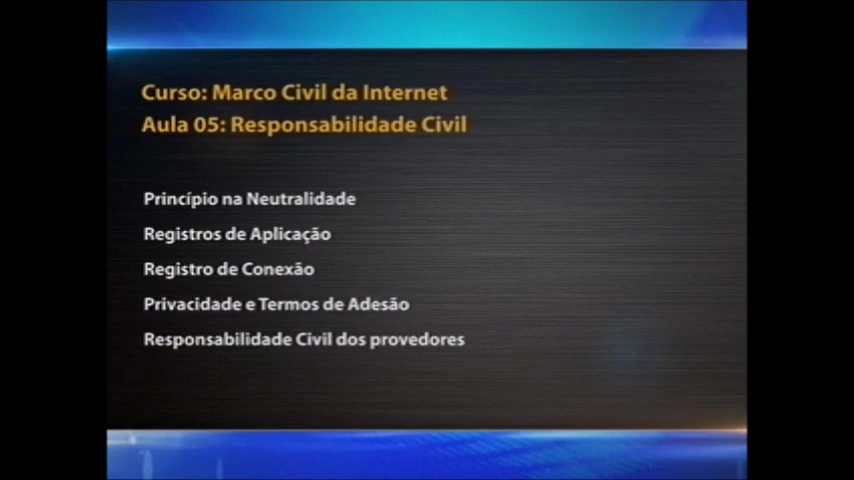 Curso: Marco Civil da Internet
Aula 05: Responsabilidade Civil
Princípio na Neutralidade
Registros de Aplicação
Registro de Conexão
Privacidade e Termos de Adesão
Responsabilidade Civil dos provedores